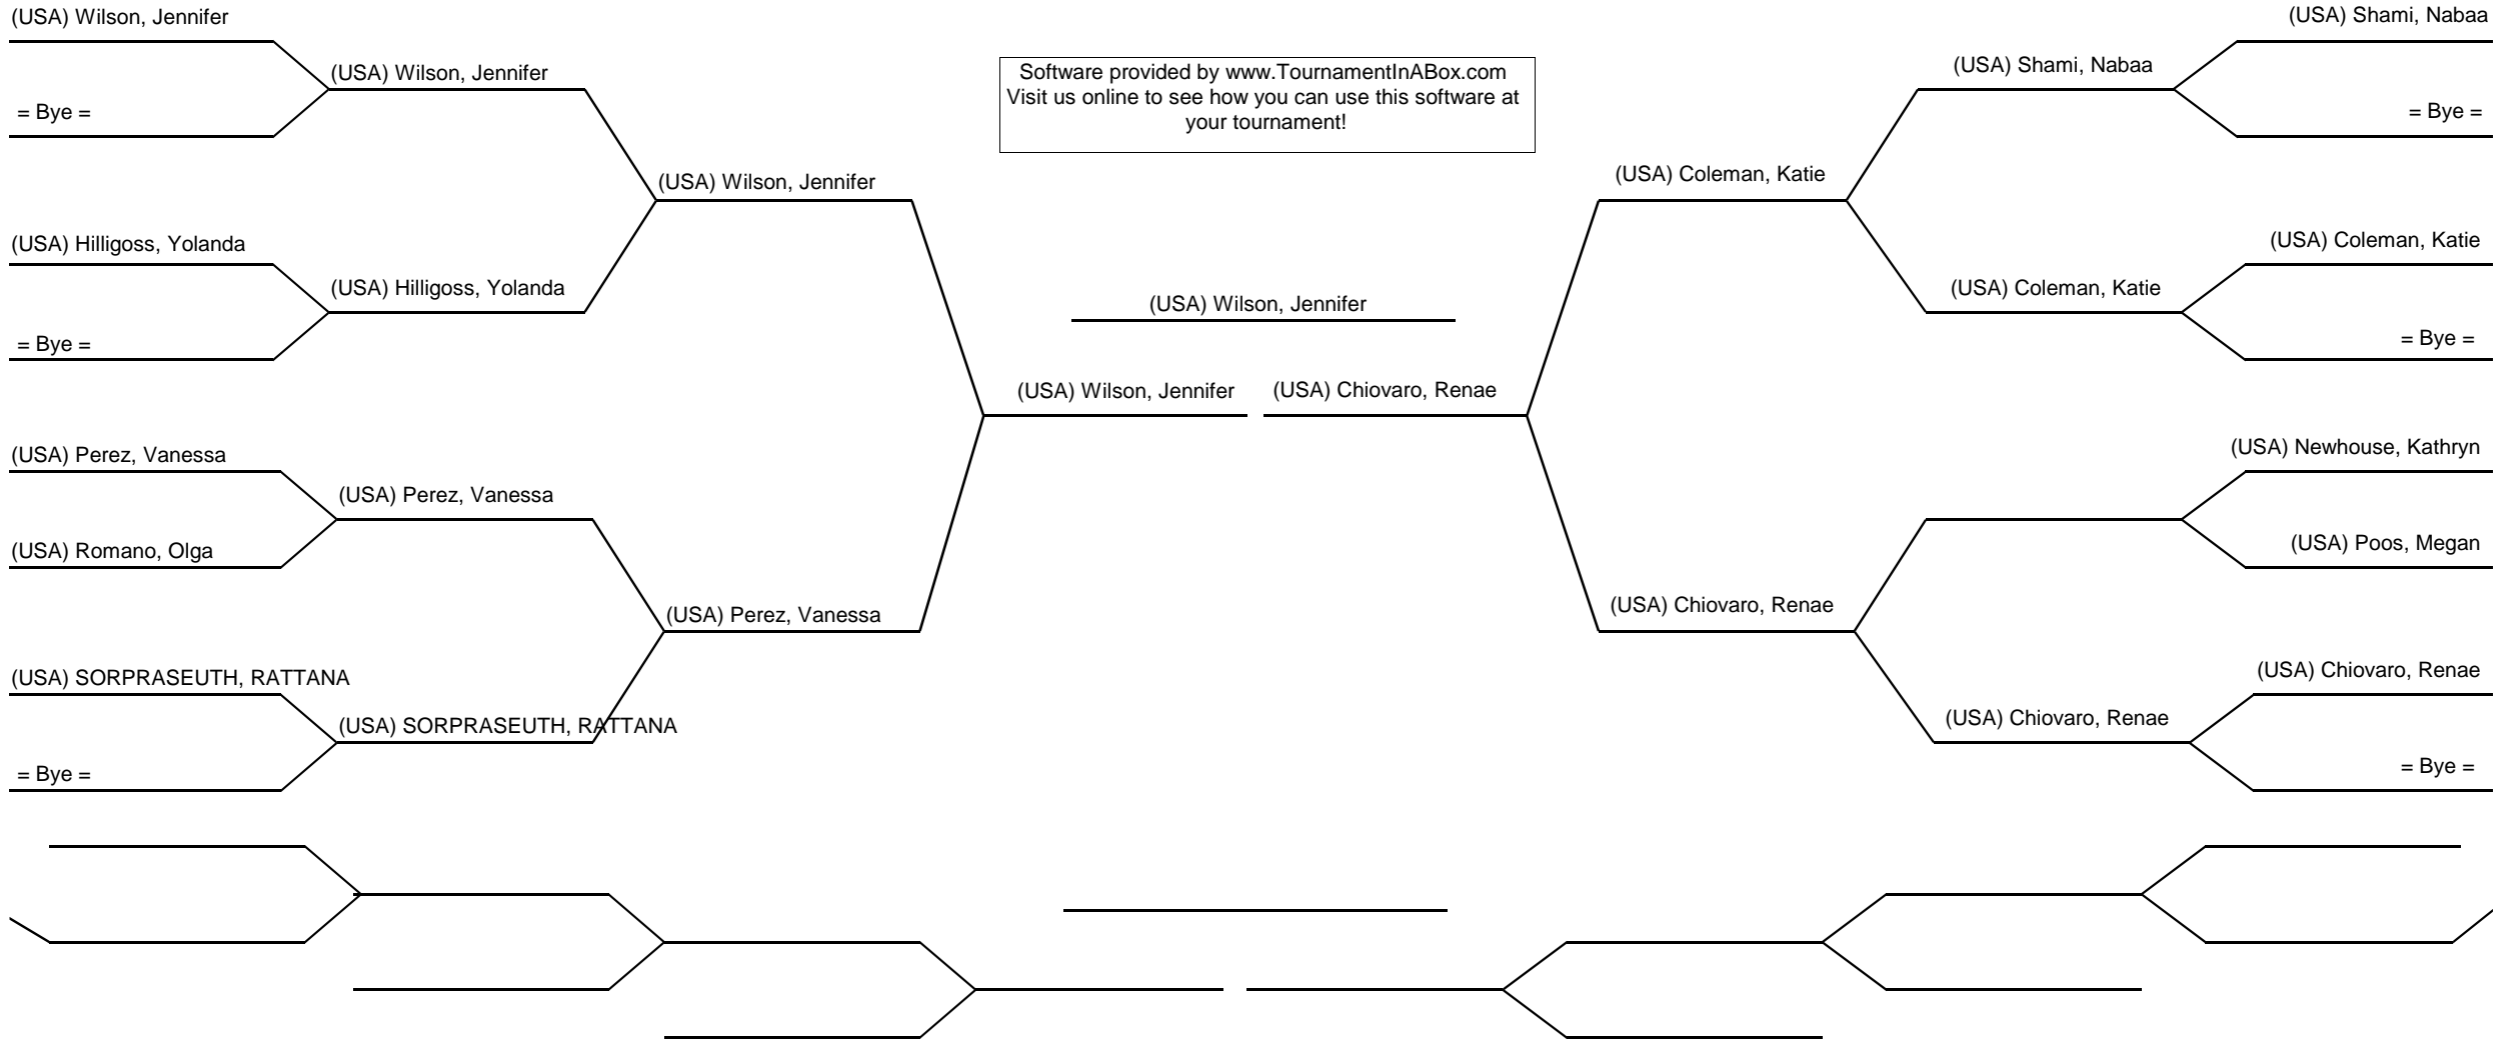 (USA) Wilson, Jennifer
= Bye =
(USA) Hilligoss, Yolanda
= Bye =
(USA) Perez, Vanessa
(USA) Romano, Olga
(USA) SORPRASEUTH, RATTANA
= Bye =
(USA) Wilson, Jennifer
(USA) Hilligoss, Yolanda
(USA) Perez, Vanessa
(USA) SORPRASEUTH, RATTANA
(USA) Wilson, Jennifer
(USA) Perez, Vanessa
Software provided by www.TournamentInABox.com
Visit us online to see how you can use this software at
your tournament!
(USA) Wilson, Jennifer
(USA) Wilson, Jennifer
(USA) Chiovaro, Renae
(USA) Coleman, Katie
(USA) Chiovaro, Renae
(USA) Shami, Nabaa
(USA) Coleman, Katie
(USA) Chiovaro, Renae
(USA) Shami, Nabaa
= Bye =
(USA) Coleman, Katie
= Bye =
(USA) Newhouse, Kathryn
(USA) Poos, Megan
(USA) Chiovaro, Renae
= Bye =